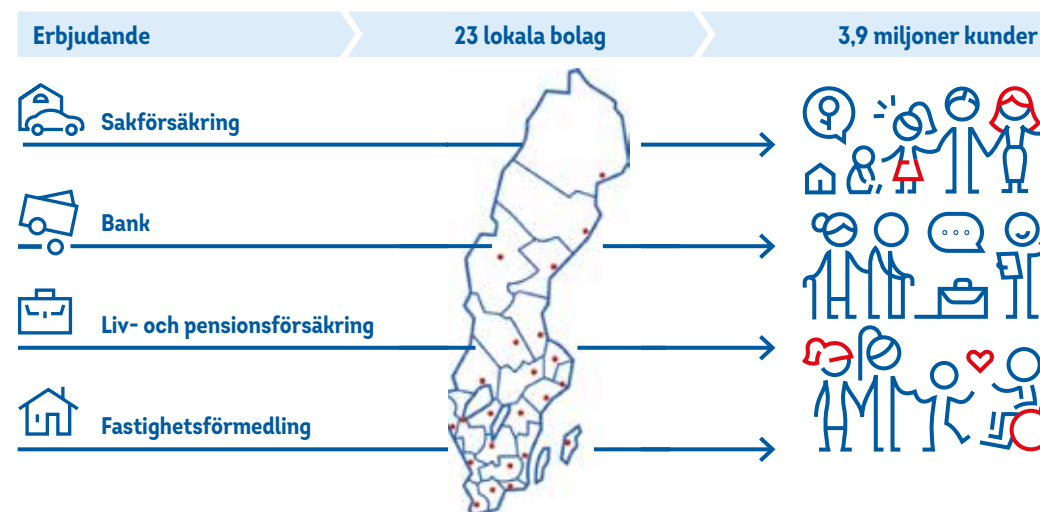 Erbjudande
23 lokala bolag
3,9 miljoner kunder
Sakförsäkring
Bank
Liv- och pensionsförsäkring
Fastighetsförmedling